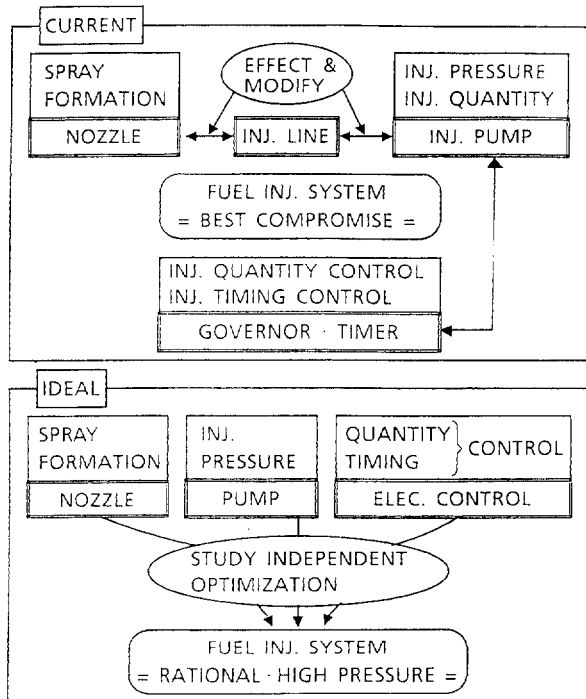 CURRENT
SPRAY
FORMATION
NOZZLE
EFFECT &
MODIFY
INJ. LINE
INJ. PRESSURE
INJ. QUANTITY
INJ. PUMP
FUEL INJ. SYSTEM
= BEST COMPROMISE =
INJ. QUANTITY CONTROL
INJ. TIMING CONTROL
GOVERNOR · TIMER
IDEAL
SPRAY
FORMATION
NOZZLE
INJ.
PRESSURE
PUMP
QUANTITY
TIMING
CONTROL
ELEC. CONTROL
STUDY INDEPENDENT
OPTIMIZATION
FUEL INJ. SYSTEM
= RATIONAL · HIGH PRESSURE =